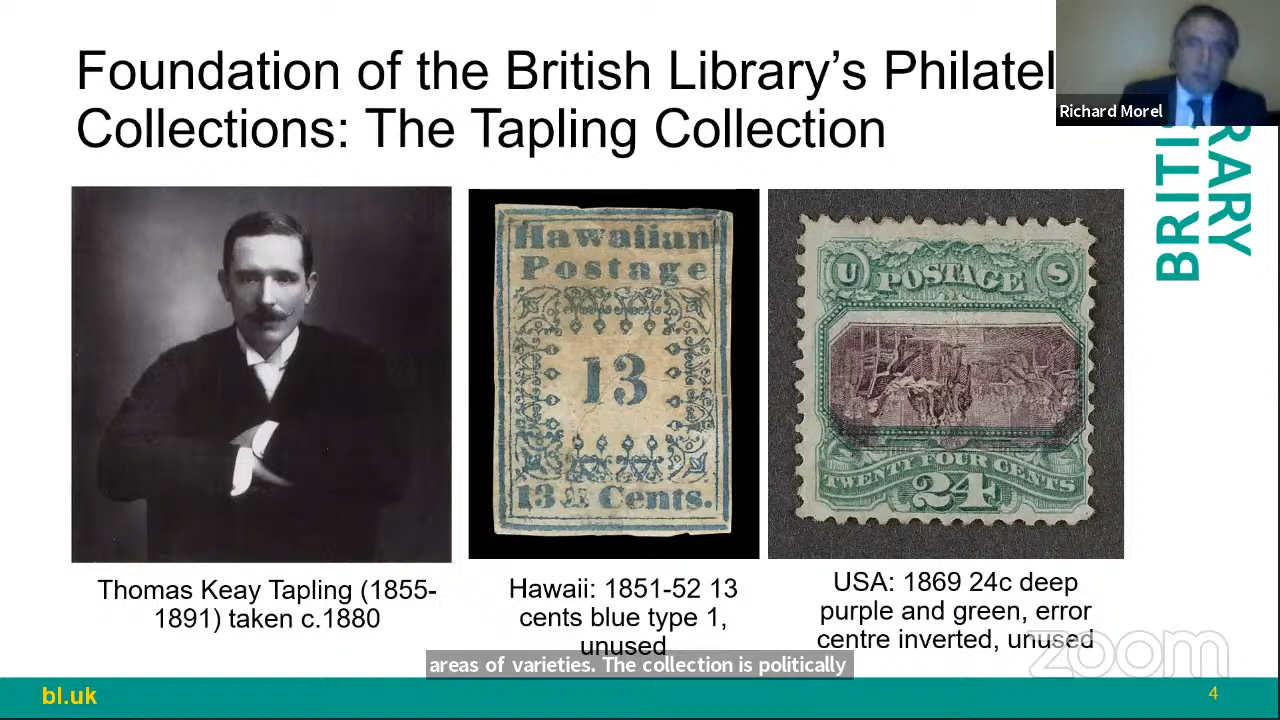 Foundation of the British Library’s Philatel
Collections: The Tapling Collection
Richard Morel
BRITIS
RARY
Hawaiian
Postage
13
13 Cents.
U POSTAGE S
TWENTY FOUR CENTS
24
Thomas Keay Tapling (1855-
1891) taken c.1880
Hawaii: 1851-52 13
cents blue type 1,
unused
USA: 1869 24c deep
purple and green, error
centre inverted, unused
areas of varieties. The collection is politically
zoom
bl.uk
4